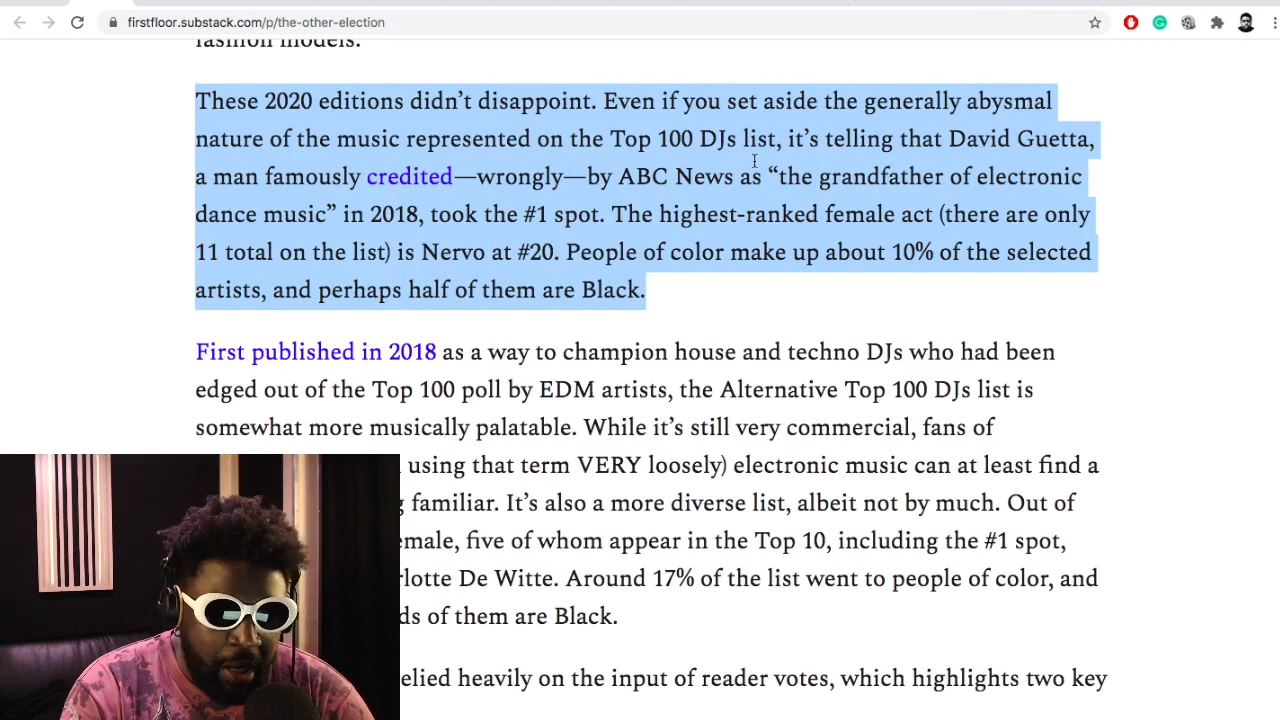 firstfloor.substack.com/p/the-other-election
fashion models.
These 2020 editions didn’t disappoint. Even if you set aside the generally abysmal
nature of the music represented on the Top 100 DJs list, it’s telling that David Guetta,
a man famously credited—wrongly—by ABC News as “the grandfather of electronic
dance music” in 2018, took the #1 spot. The highest-ranked female act (there are only
11 total on the list) is Nervo at #20. People of color make up about 10% of the selected
artists, and perhaps half of them are Black.
First published in 2018 as a way to champion house and techno DJs who had been
edged out of the Top 100 poll by EDM artists, the Alternative Top 100 DJs list is
somewhat more musically palatable. While it’s still very commercial, fans of
using that term VERY loosely) electronic music can at least find a
familiar. It’s also a more diverse list, albeit not by much. Out of
emale, five of whom appear in the Top 10, including the #1 spot,
rlotte De Witte. Around 17% of the list went to people of color, and
ds of them are Black.
elied heavily on the input of reader votes, which highlights two key